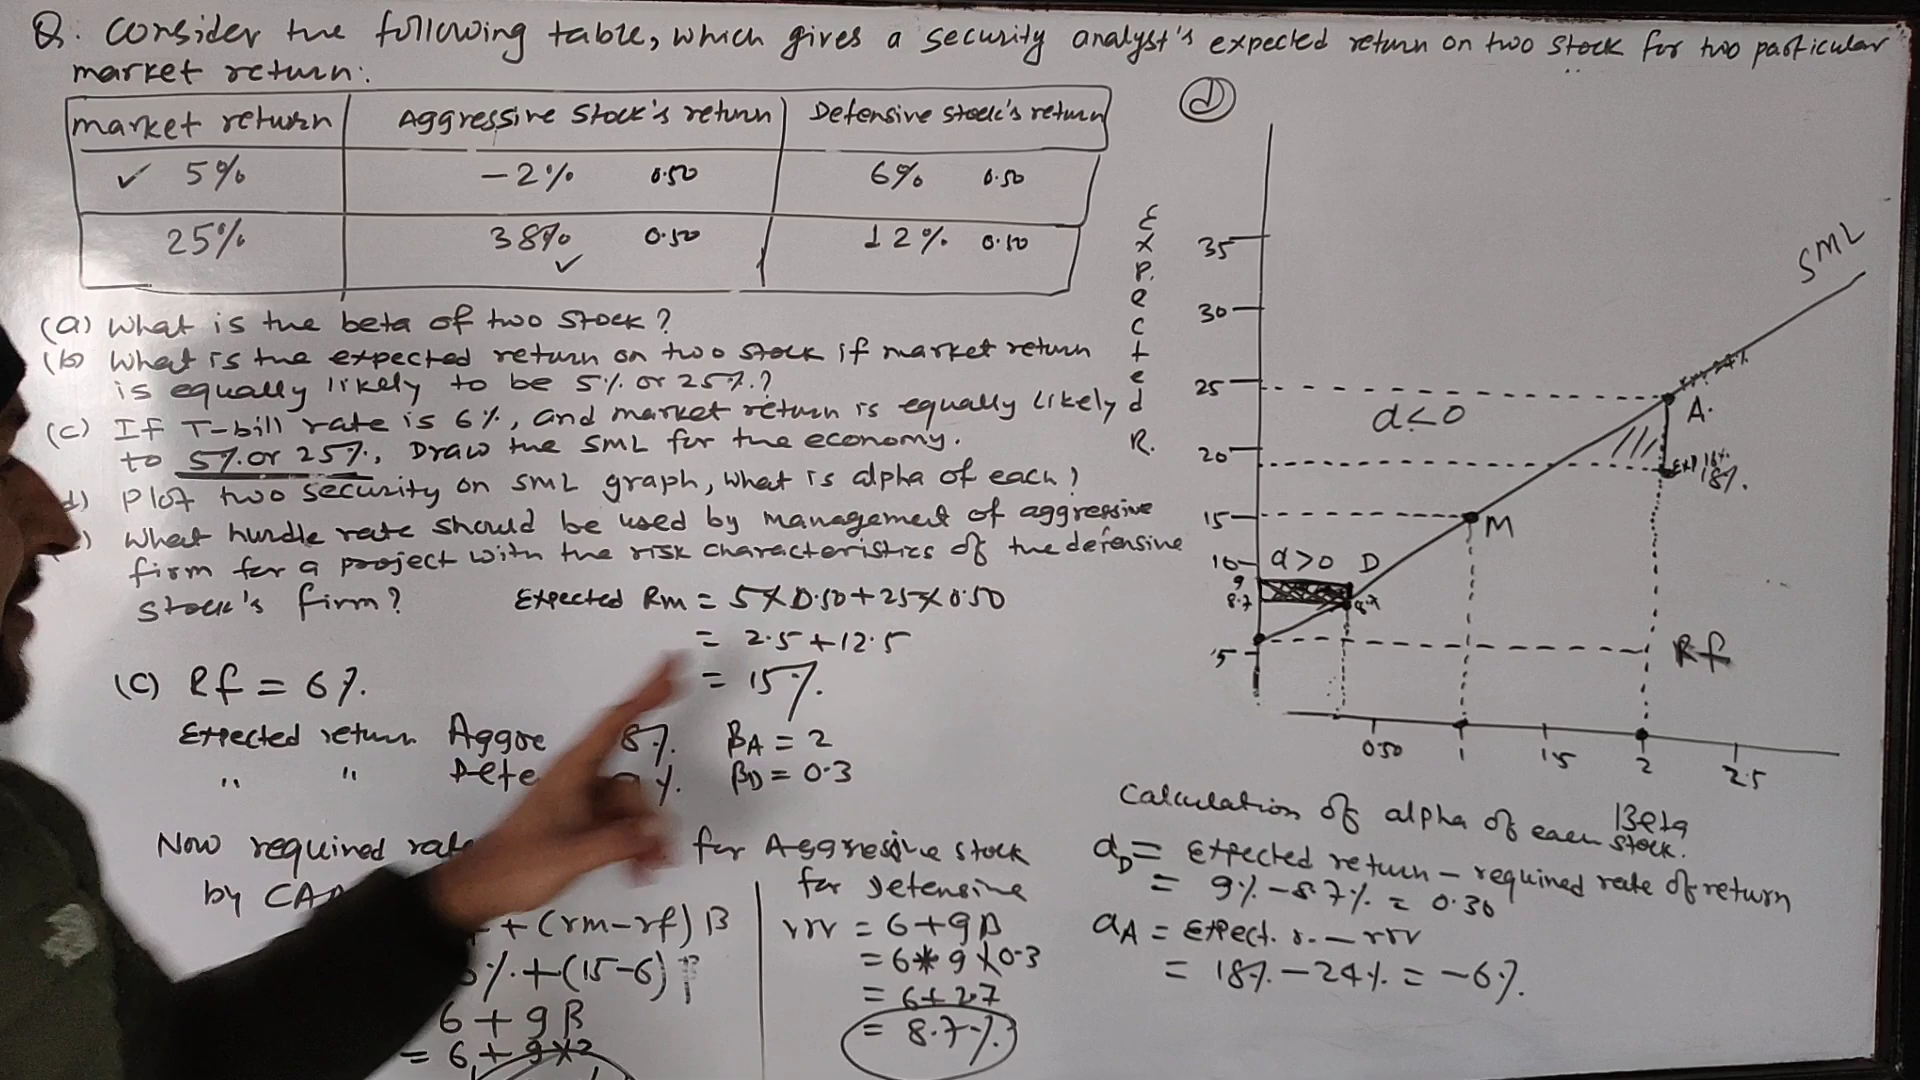 Q. Consider the following table, which gives a security analyst's expected return on two stock for two particular
market return:
market return Aggressive Stock's return Defensive stock's return
✓ 5% -2% 0.50 6% 0.50
25% 38% ✓ 0.50 12% 0.50
(a) What is the beta of two stock?
(b) What is the expected return on two stock if market return
is equally likely to be 5% or 25%?
(c) If T-bill rate is 6%, and market return is equally likely
to 5% or 25%, Draw the SML for the economy.
d) Plot two security on SML graph, what is alpha of each?
) What hurdle rate should be used by management of aggressive
firm for a project with the risk characteristics of the defensive
stock's firm?
Expected Rm = 5 X 0.50 + 25 X 0.50
= 2.5 + 12.5
= 15%.
(C) Rf = 6%.
Expected return Aggre 8%. βA = 2
" " Defe %. βD = 0.3
Now required rate for Aggressive stock
by CAP
+ (rm - rf) B
%. + (15-6) β
6 + 9β
= 6 + 9X2
for defensive
rrr = 6 + 9β
= 6 * 9 X 0.3
= 6 + 2.7
= 8.7%.
(d)
Expected
R.
35
30
25
20
15
10
9
8.7
5
SML
A.
α<0
18%.
M
α>0 D
8.7
Rf
0.50 1 1.5 2 2.5
Beta
Calculation of alpha of each stock.
αD = Expected return - required rate of return
= 9% - 8.7% = 0.30
αA = Expect. r. - rrr
= 18% - 24% = -6%.